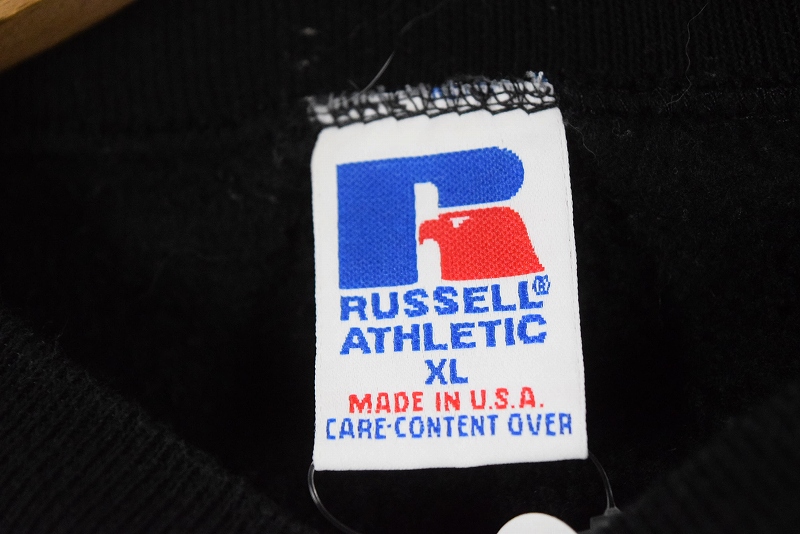 RUSSELL®
ATHLETIC
XL
MADE IN U.S.A.
CARE-CONTENT OVER